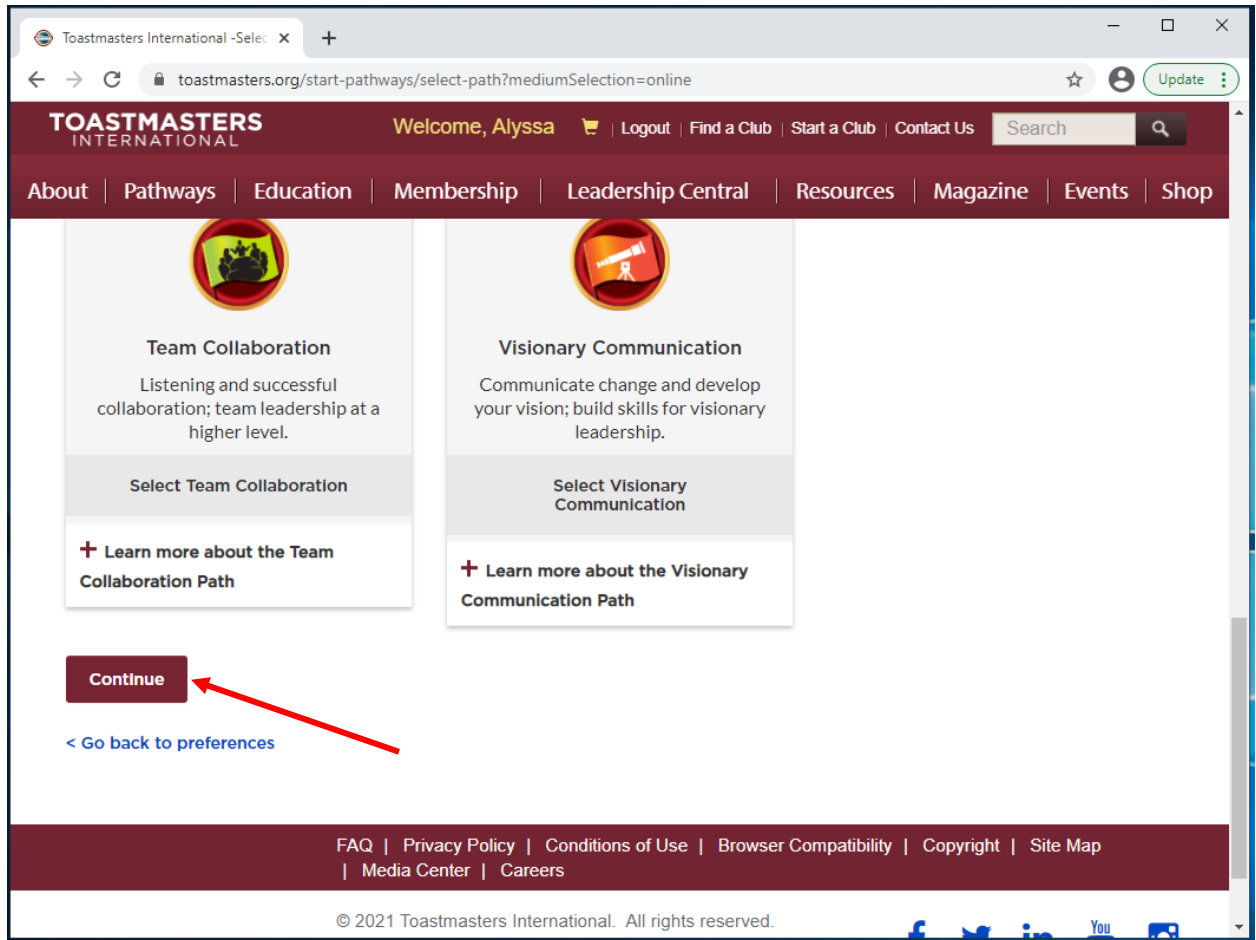 Toastmasters International -Selec
toastmasters.org/start-pathways/select-path?mediumSelection=online
Update
TOASTMASTERS
INTERNATIONAL
Welcome, Alyssa | Logout | Find a Club | Start a Club | Contact Us
Search
About | Pathways | Education | Membership | Leadership Central | Resources | Magazine | Events | Shop
Team Collaboration
Listening and successful
collaboration; team leadership at a
higher level.
Select Team Collaboration
+ Learn more about the Team
Collaboration Path
Visionary Communication
Communicate change and develop
your vision; build skills for visionary
leadership.
Select Visionary
Communication
+ Learn more about the Visionary
Communication Path
Continue
< Go back to preferences
FAQ | Privacy Policy | Conditions of Use | Browser Compatibility | Copyright | Site Map
| Media Center | Careers
© 2021 Toastmasters International. All rights reserved.
f in You